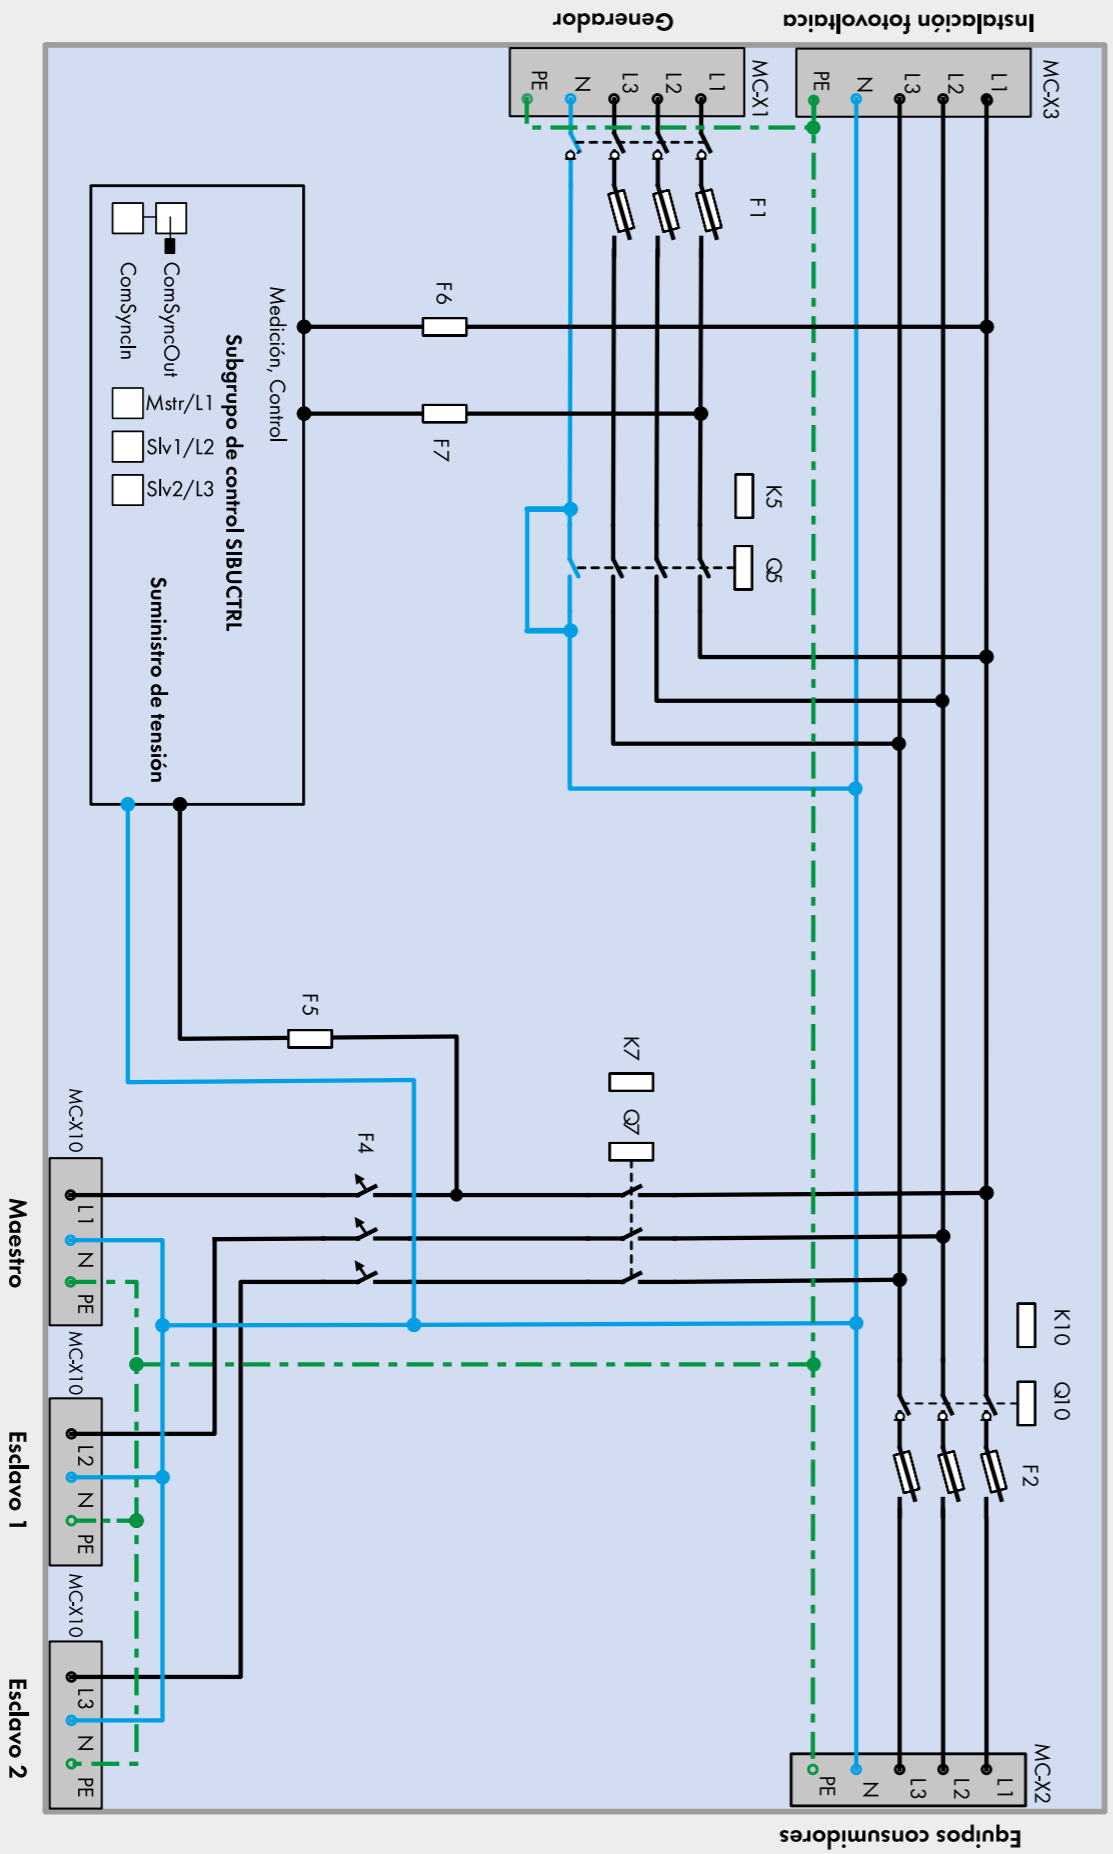 Generador
Instalación fotovoltaica
MC-X1
L1
L2
L3
N
PE
MC-X3
L1
L2
L3
N
PE
F1
F6
F7
K5
Q5
Medición, Control
Subgrupo de control SIBUCTRL
Suministro de tensión
ComSyncOut
ComSyncIn
Mstr/L1
Slv1/L2
Slv2/L3
F5
K7
Q7
F4
K10
Q10
F2
MC-X10
L1
N
PE
Maestro
MC-X10
L2
N
PE
Esclavo 1
MC-X10
L3
N
PE
Esclavo 2
MC-X2
L1
L2
L3
N
PE
Equipos consumidores